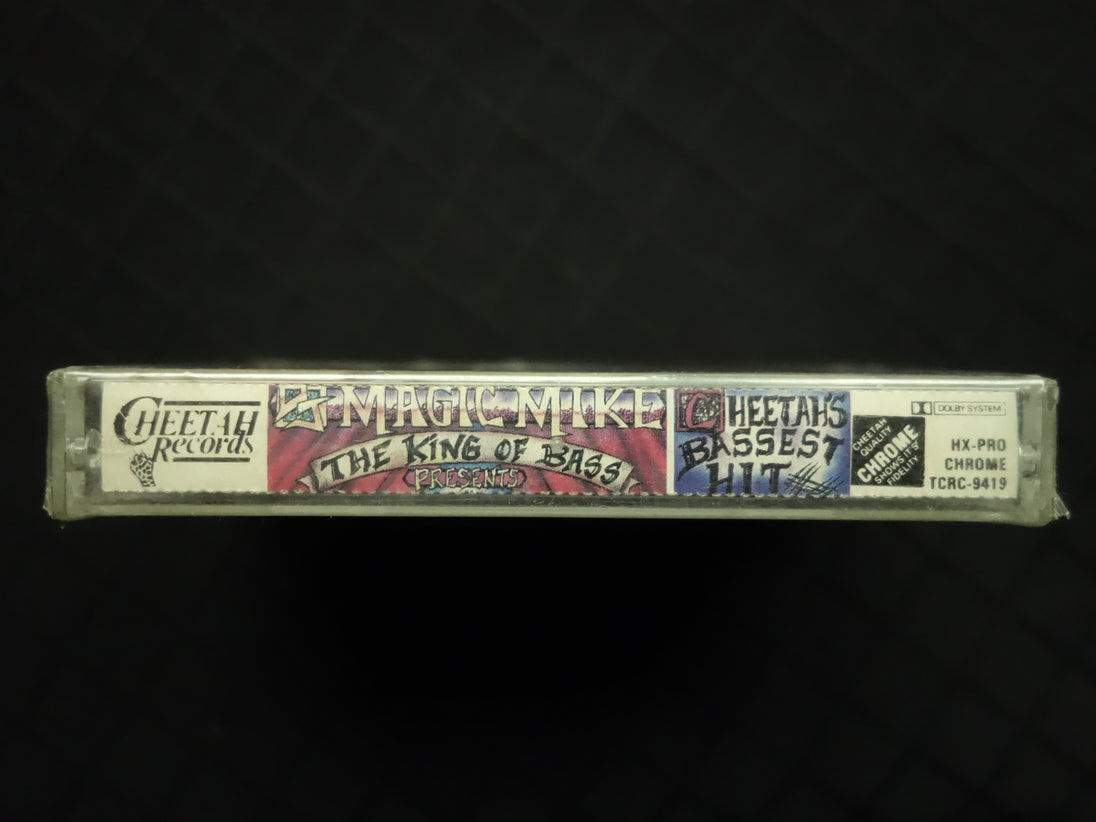 CHEETAH
Records
MAGIC MIKE
THE KING OF BASS
PRESENTS
CHEETAH'S
BASSEST
HIT
CHEETAH
QUALITY
CHROME
SHOWS ITS
FIDELITY
DOLBY SYSTEM
HX-PRO
CHROME
TCRC-9419